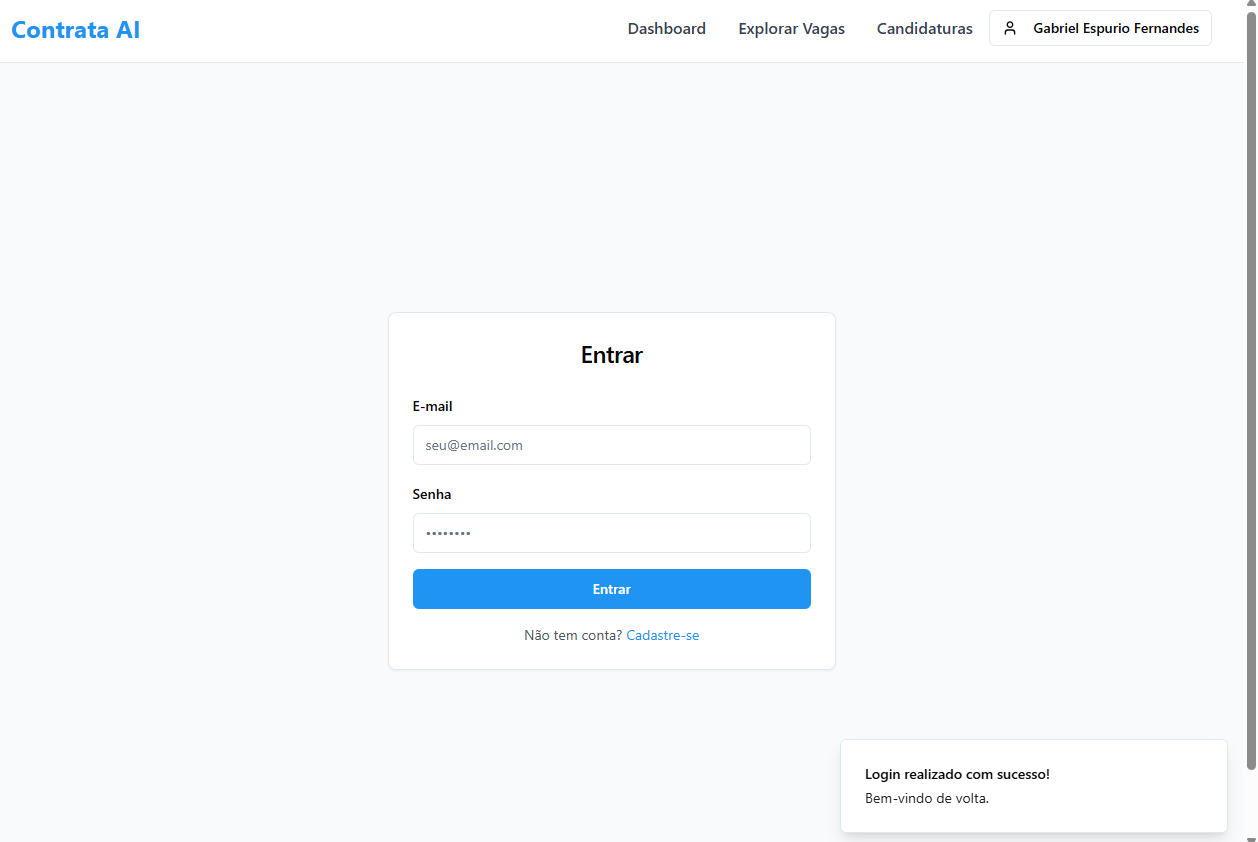 Contrata AI
Dashboard
Explorar Vagas
Candidaturas
Gabriel Espurio Fernandes
Entrar
E-mail
seu@email.com
Senha
••••••••
Entrar
Não tem conta? Cadastre-se
Login realizado com sucesso!
Bem-vindo de volta.